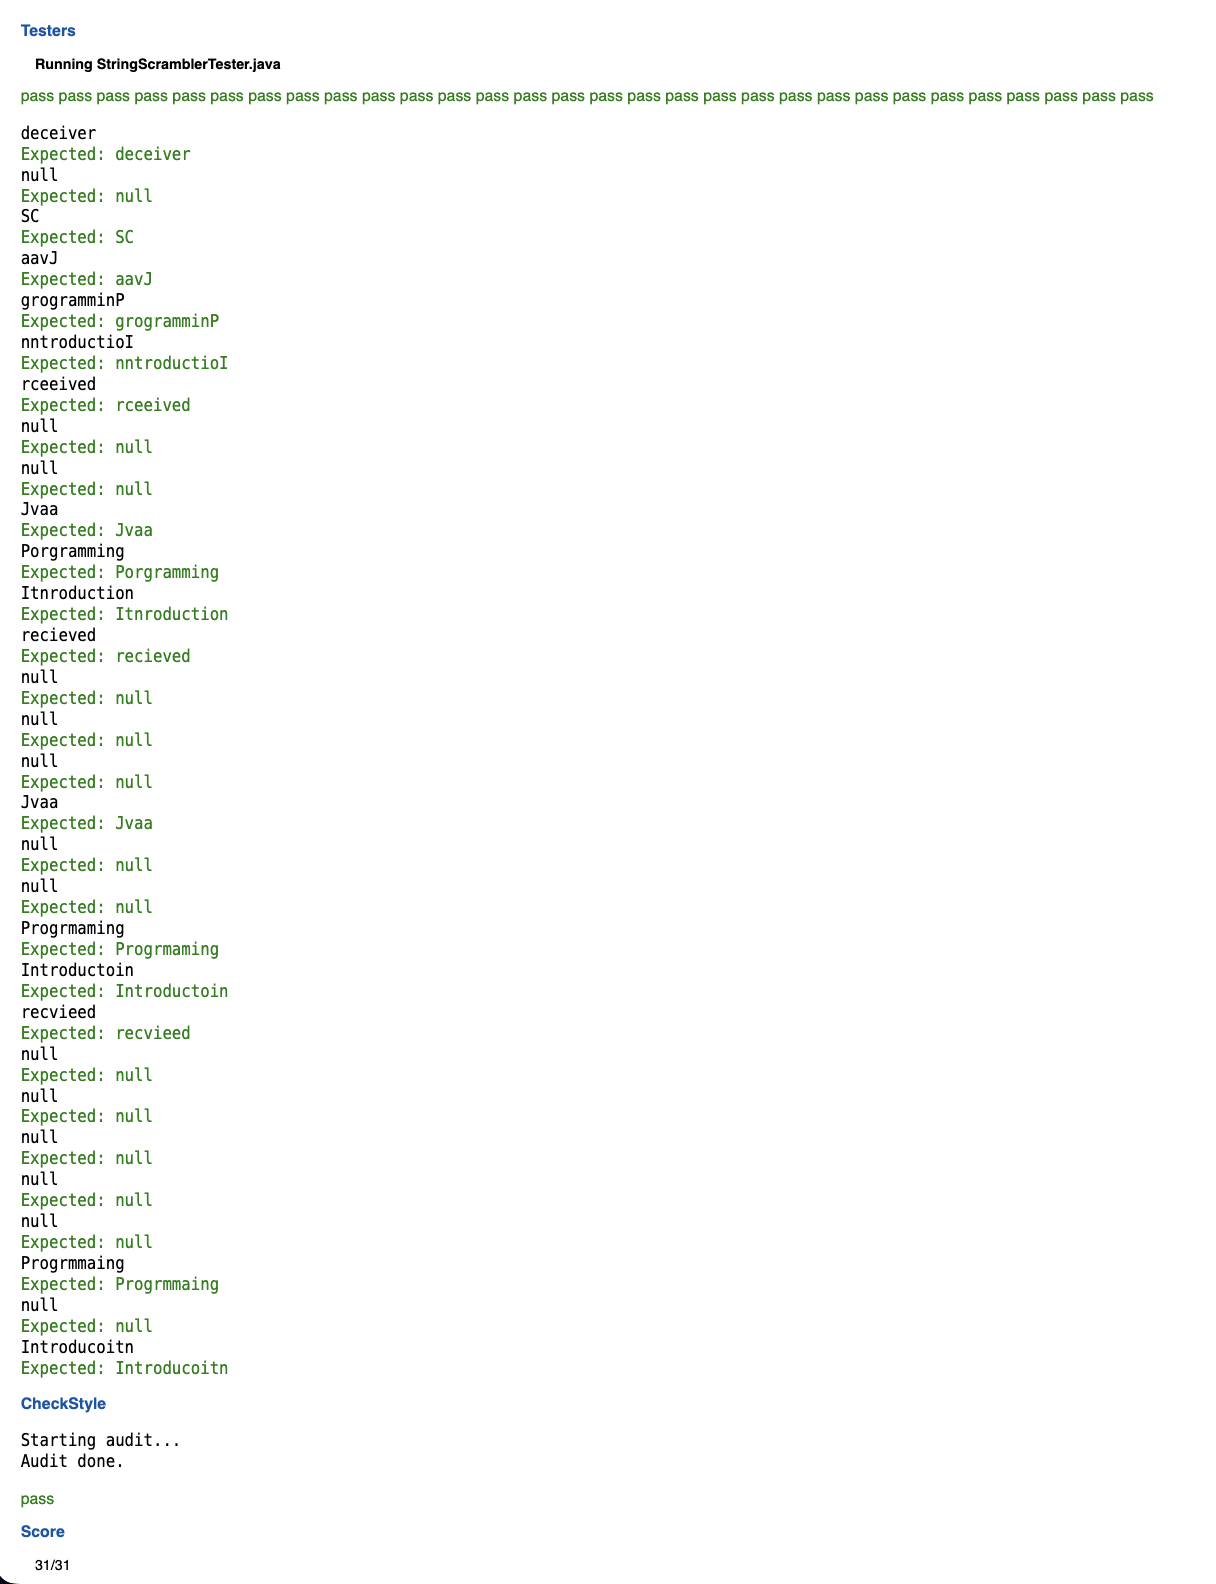 Testers
Running StringScramblerTester.java
pass pass pass pass pass pass pass pass pass pass pass pass pass pass pass pass pass pass pass pass pass pass pass pass pass pass pass pass pass pass
deceiver
Expected: deceiver
null
Expected: null
SC
Expected: SC
aavJ
Expected: aavJ
grogramminP
Expected: grogramminP
nntroductioI
Expected: nntroductioI
rceeived
Expected: rceeived
null
Expected: null
null
Expected: null
Jvaa
Expected: Jvaa
Porgramming
Expected: Porgramming
Itnroduction
Expected: Itnroduction
recieved
Expected: recieved
null
Expected: null
null
Expected: null
null
Expected: null
Jvaa
Expected: Jvaa
null
Expected: null
null
Expected: null
Progrmaming
Expected: Progrmaming
Introductoin
Expected: Introductoin
recvieed
Expected: recvieed
null
Expected: null
null
Expected: null
null
Expected: null
null
Expected: null
null
Expected: null
Progrmmaing
Expected: Progrmmaing
null
Expected: null
Introducoitn
Expected: Introducoitn
CheckStyle
Starting audit...
Audit done.
pass
Score
31/31